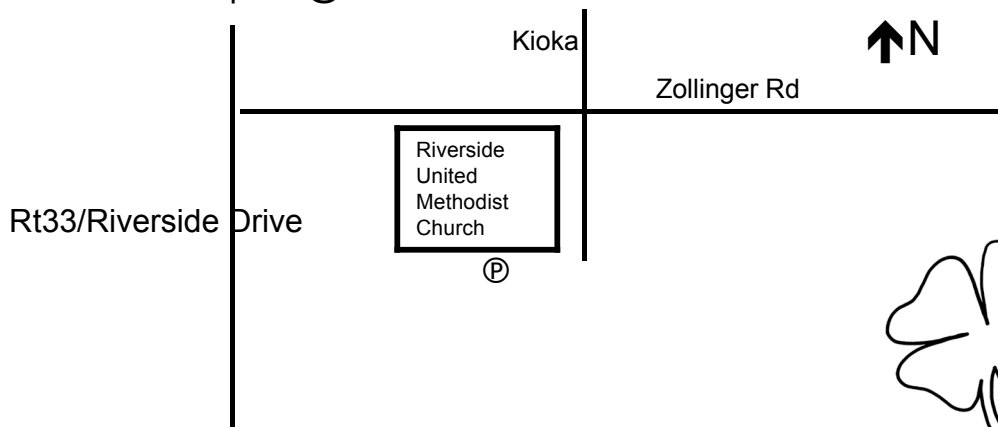 Kioka
N
Zollinger Rd
Riverside
United
Methodist
Church
Rt33/Riverside Drive
℗